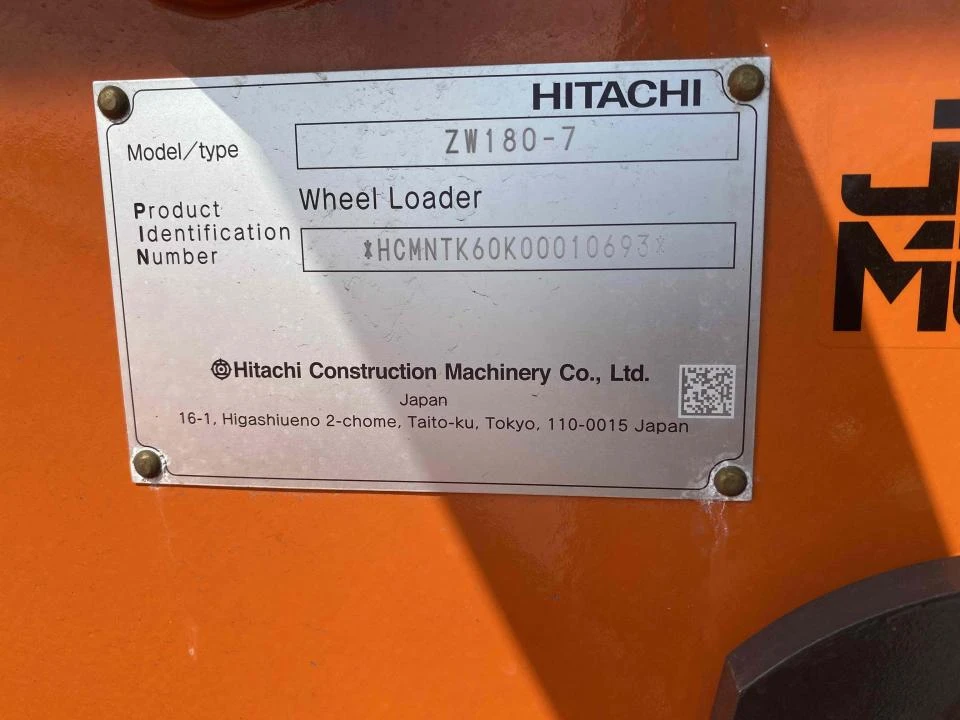 HITACHI
Model/type ZW180-7
Wheel Loader
Product
Identification
Number
*HCMNTK60K00010693*
Hitachi Construction Machinery Co., Ltd.
Japan
16-1, Higashiueno 2-chome, Taito-ku, Tokyo, 110-0015 Japan